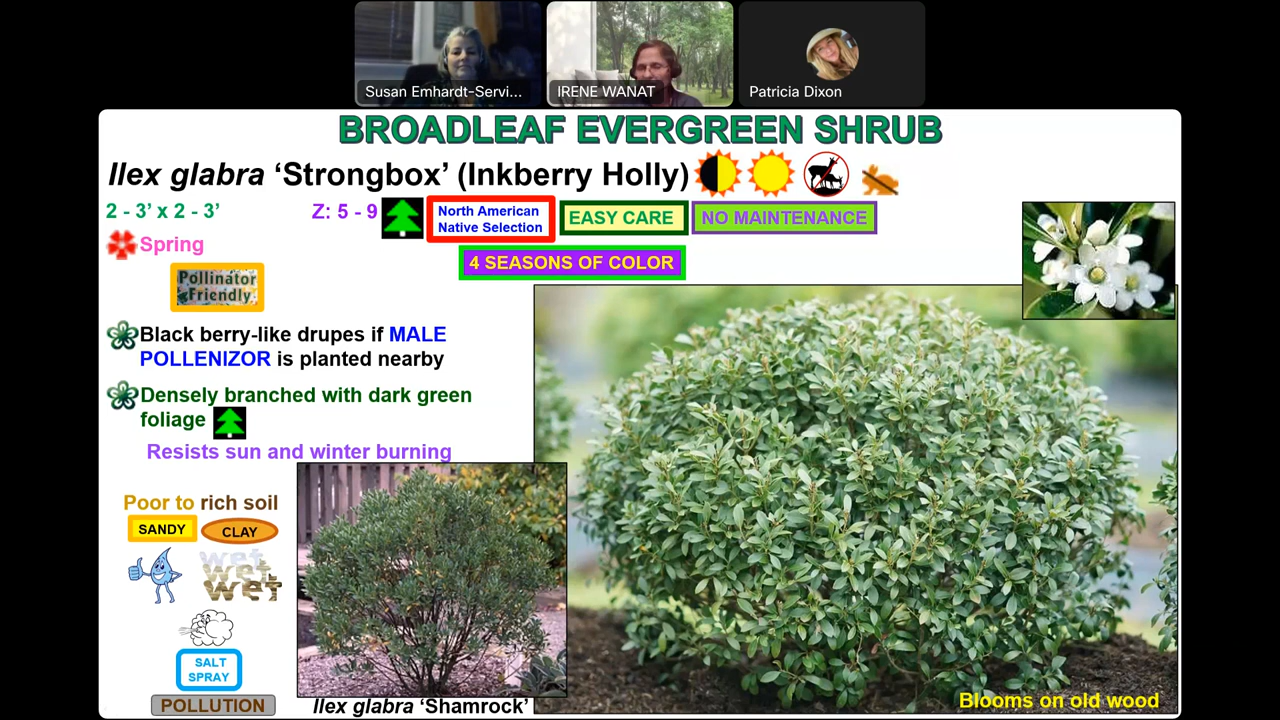 Susan Emhardt-Servi...
IRENE WANAT
Patricia Dixon
BROADLEAF EVERGREEN SHRUB
Ilex glabra ‘Strongbox’ (Inkberry Holly)
2 - 3’ x 2 - 3’
Z: 5 - 9
North American
Native Selection
EASY CARE
NO MAINTENANCE
Spring
4 SEASONS OF COLOR
Pollinator
Friendly
Black berry-like drupes if MALE
POLLENIZOR is planted nearby
Densely branched with dark green
foliage
Resists sun and winter burning
Poor to rich soil
SANDY
CLAY
wet
wet
wet
SALT
SPRAY
POLLUTION
Ilex glabra ‘Shamrock’
Blooms on old wood